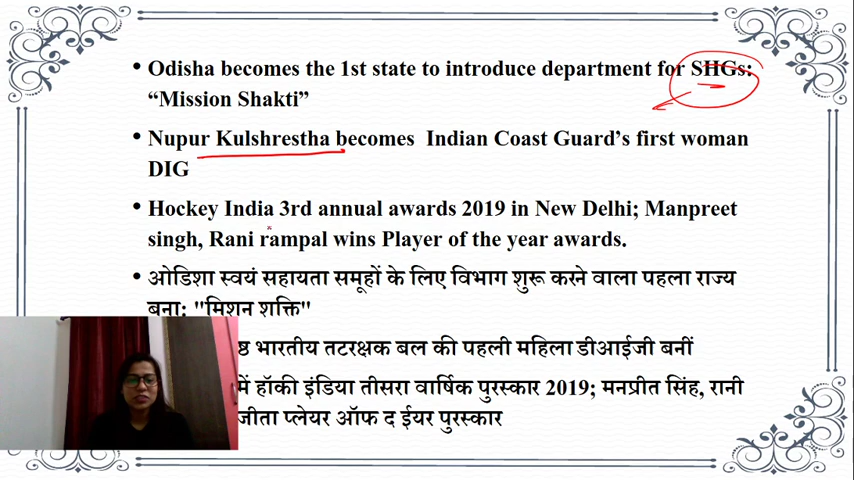 • Odisha becomes the 1st state to introduce department for SHGs:
“Mission Shakti”
• Nupur Kulshrestha becomes Indian Coast Guard’s first woman
DIG
• Hockey India 3rd annual awards 2019 in New Delhi; Manpreet
singh, Rani rampal wins Player of the year awards.
• ओडिशा स्वयं सहायता समूहों के लिए विभाग शुरू करने वाला पहला राज्य
बना: "मिशन शक्ति"
भारतीय तटरक्षक बल की पहली महिला डीआईजी बनीं
में हॉकी इंडिया तीसरा वार्षिक पुरस्कार 2019; मनप्रीत सिंह, रानी
जीता प्लेयर ऑफ द ईयर पुरस्कार